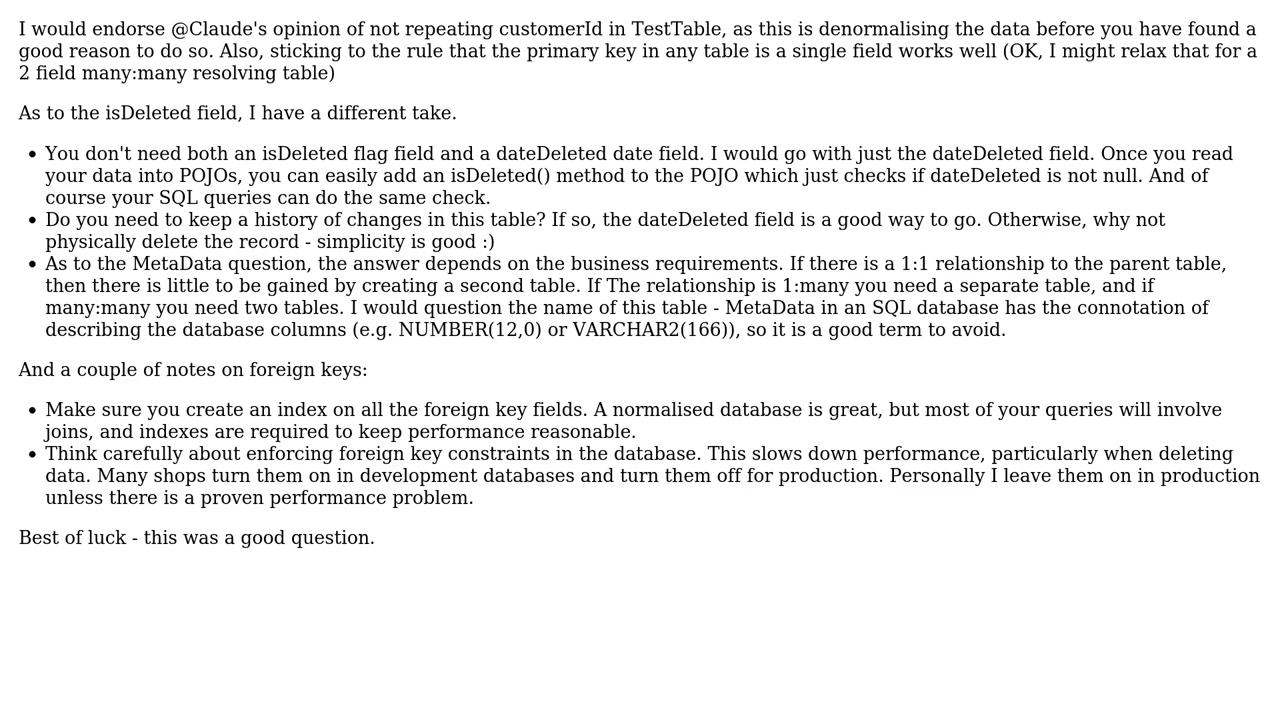 I would endorse @Claude's opinion of not repeating customerId in TestTable, as this is denormalising the data before you have found a
good reason to do so. Also, sticking to the rule that the primary key in any table is a single field works well (OK, I might relax that for a
2 field many:many resolving table)
As to the isDeleted field, I have a different take.
• You don't need both an isDeleted flag field and a dateDeleted date field. I would go with just the dateDeleted field. Once you read
your data into POJOs, you can easily add an isDeleted() method to the POJO which just checks if dateDeleted is not null. And of
course your SQL queries can do the same check.
• Do you need to keep a history of changes in this table? If so, the dateDeleted field is a good way to go. Otherwise, why not
physically delete the record - simplicity is good :)
• As to the MetaData question, the answer depends on the business requirements. If there is a 1:1 relationship to the parent table,
then there is little to be gained by creating a second table. If The relationship is 1:many you need a separate table, and if
many:many you need two tables. I would question the name of this table - MetaData in an SQL database has the connotation of
describing the database columns (e.g. NUMBER(12,0) or VARCHAR2(166)), so it is a good term to avoid.
And a couple of notes on foreign keys:
• Make sure you create an index on all the foreign key fields. A normalised database is great, but most of your queries will involve
joins, and indexes are required to keep performance reasonable.
• Think carefully about enforcing foreign key constraints in the database. This slows down performance, particularly when deleting
data. Many shops turn them on in development databases and turn them off for production. Personally I leave them on in production
unless there is a proven performance problem.
Best of luck - this was a good question.